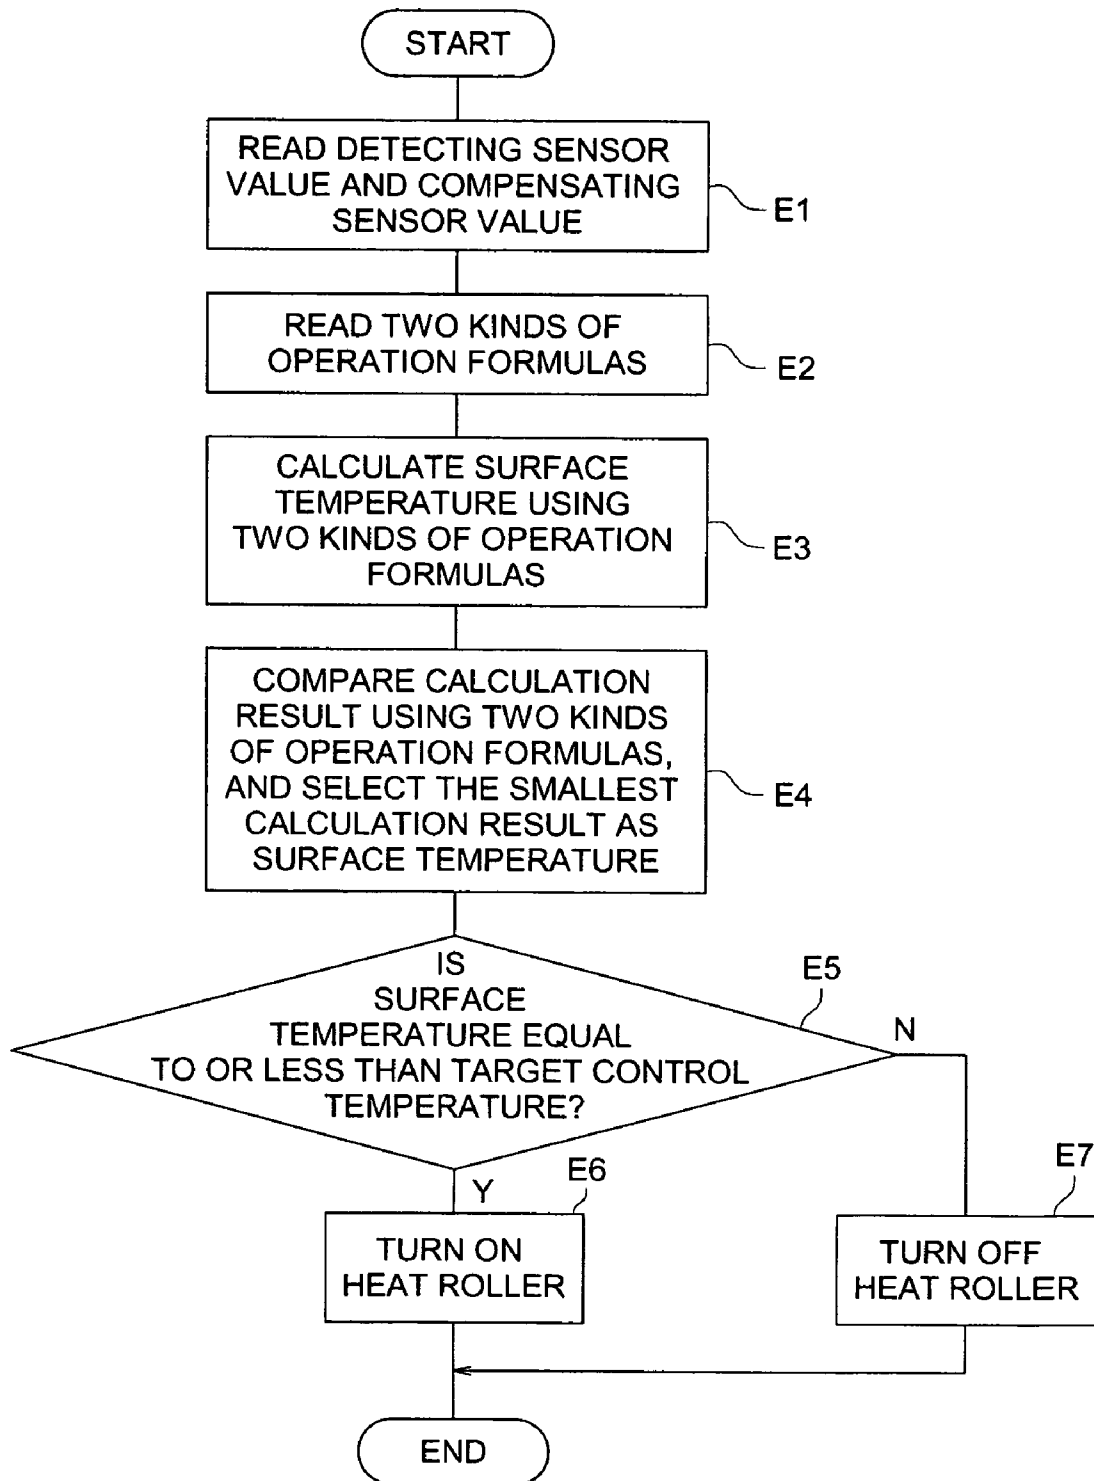 START
READ DETECTING SENSOR
VALUE AND COMPENSATING
SENSOR VALUE
E1
READ TWO KINDS OF
OPERATION FORMULAS
E2
CALCULATE SURFACE
TEMPERATURE USING
TWO KINDS OF OPERATION
FORMULAS
E3
COMPARE CALCULATION
RESULT USING TWO KINDS
OF OPERATION FORMULAS,
AND SELECT THE SMALLEST
CALCULATION RESULT AS
SURFACE TEMPERATURE
E4
IS
SURFACE
TEMPERATURE EQUAL
TO OR LESS THAN TARGET CONTROL
TEMPERATURE?
E5
N
Y
E6
TURN ON
HEAT ROLLER
E7
TURN OFF
HEAT ROLLER
END